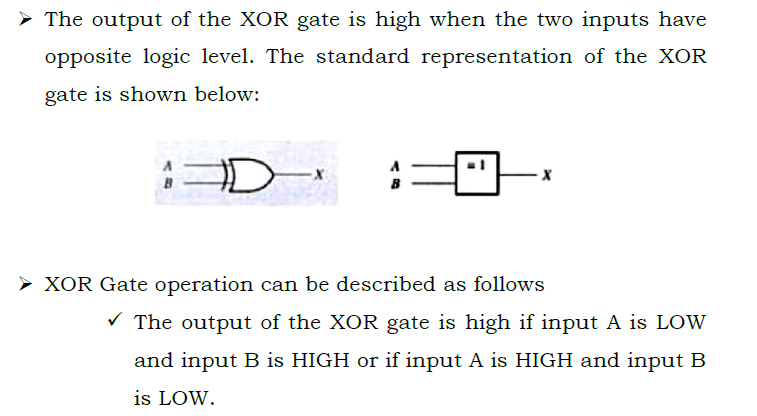 ➢ The output of the XOR gate is high when the two inputs have
opposite logic level. The standard representation of the XOR
gate is shown below:
A
B
X
A
B
= 1
X
➢ XOR Gate operation can be described as follows
✓ The output of the XOR gate is high if input A is LOW
and input B is HIGH or if input A is HIGH and input B
is LOW.